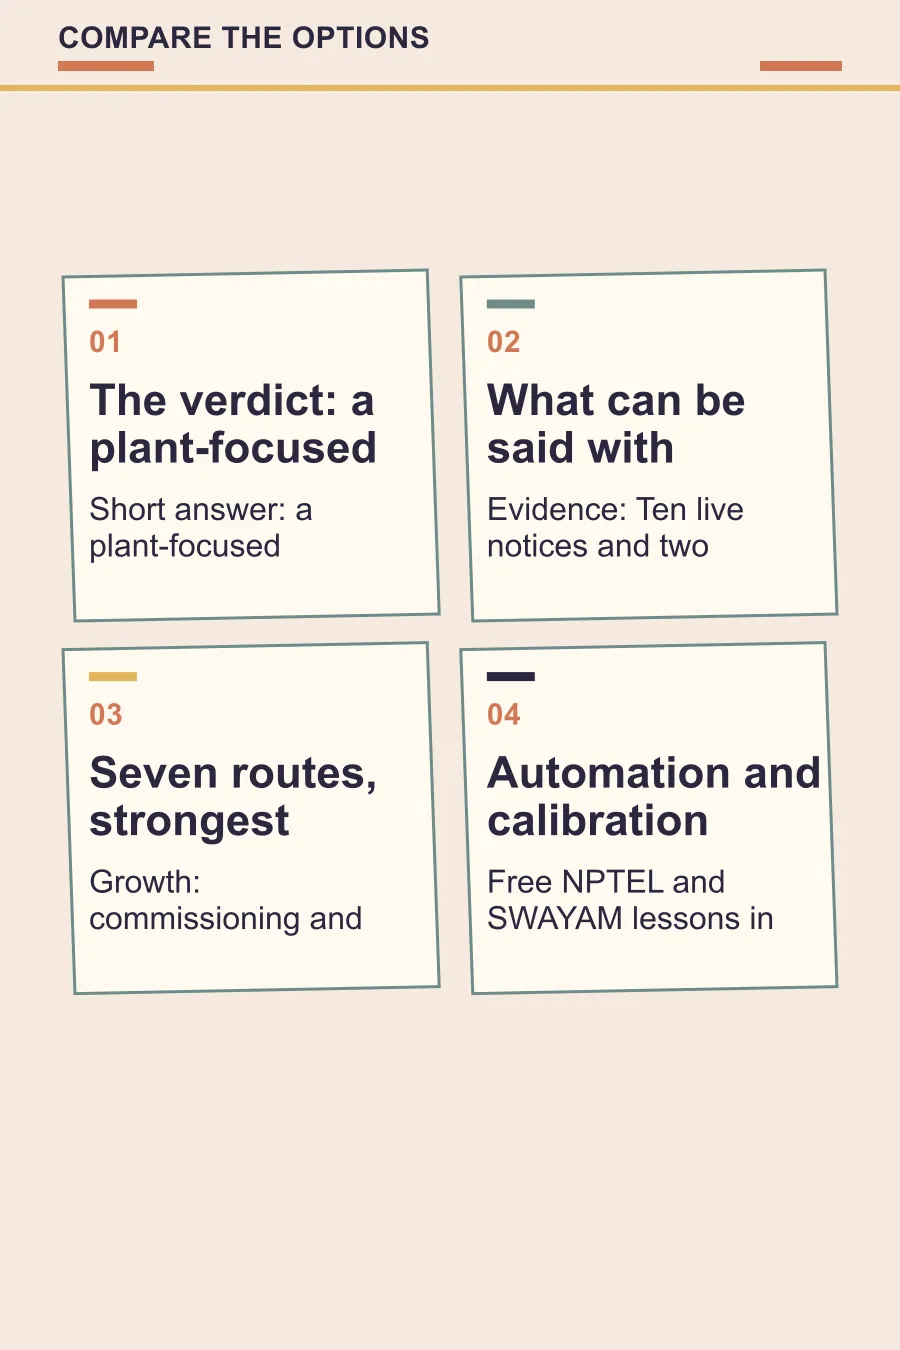 COMPARE THE OPTIONS
01
The verdict: a
plant-focused
Short answer: a
plant-focused
02
What can be
said with
Evidence: Ten live
notices and two
03
Seven routes,
strongest
Growth:
commissioning and
04
Automation and
calibration
Free NPTEL and
SWAYAM lessons in